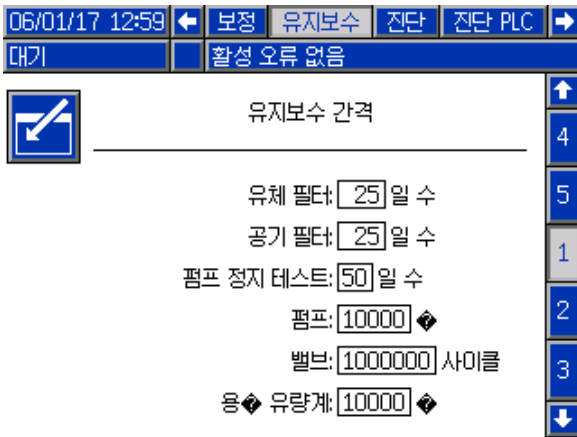 06/01/17 12:59 보정 유지보수 진단 진단 PLC
대기 활성 오류 없음
유지보수 간격
4
유체 필터: 25 일 수
5
공기 필터: 25 일 수
1
펌프 정지 테스트: 50 일 수
펌프: 10000 �
2
밸브: 1000000 사이클
3
용� 유량계: 10000 �